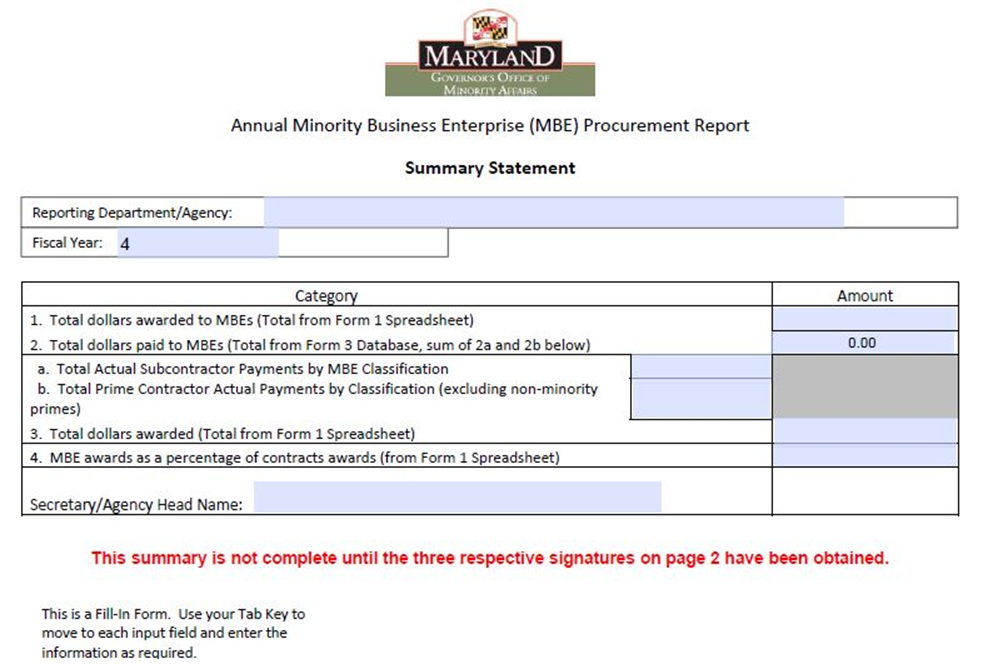 MARYLAND
GOVERNOR'S OFFICE OF
MINORITY AFFAIRS
Annual Minority Business Enterprise (MBE) Procurement Report
Summary Statement
Reporting Department/Agency:
Fiscal Year: 4
Category Amount
1. Total dollars awarded to MBEs (Total from Form 1 Spreadsheet)
2. Total dollars paid to MBEs (Total from Form 3 Database, sum of 2a and 2b below) 0.00
a. Total Actual Subcontractor Payments by MBE Classification
b. Total Prime Contractor Actual Payments by Classification (excluding non-minority
primes)
3. Total dollars awarded (Total from Form 1 Spreadsheet)
4. MBE awards as a percentage of contracts awards (from Form 1 Spreadsheet)
Secretary/Agency Head Name:
This summary is not complete until the three respective signatures on page 2 have been obtained.
This is a Fill-In Form. Use your Tab Key to
move to each input field and enter the
information as required.